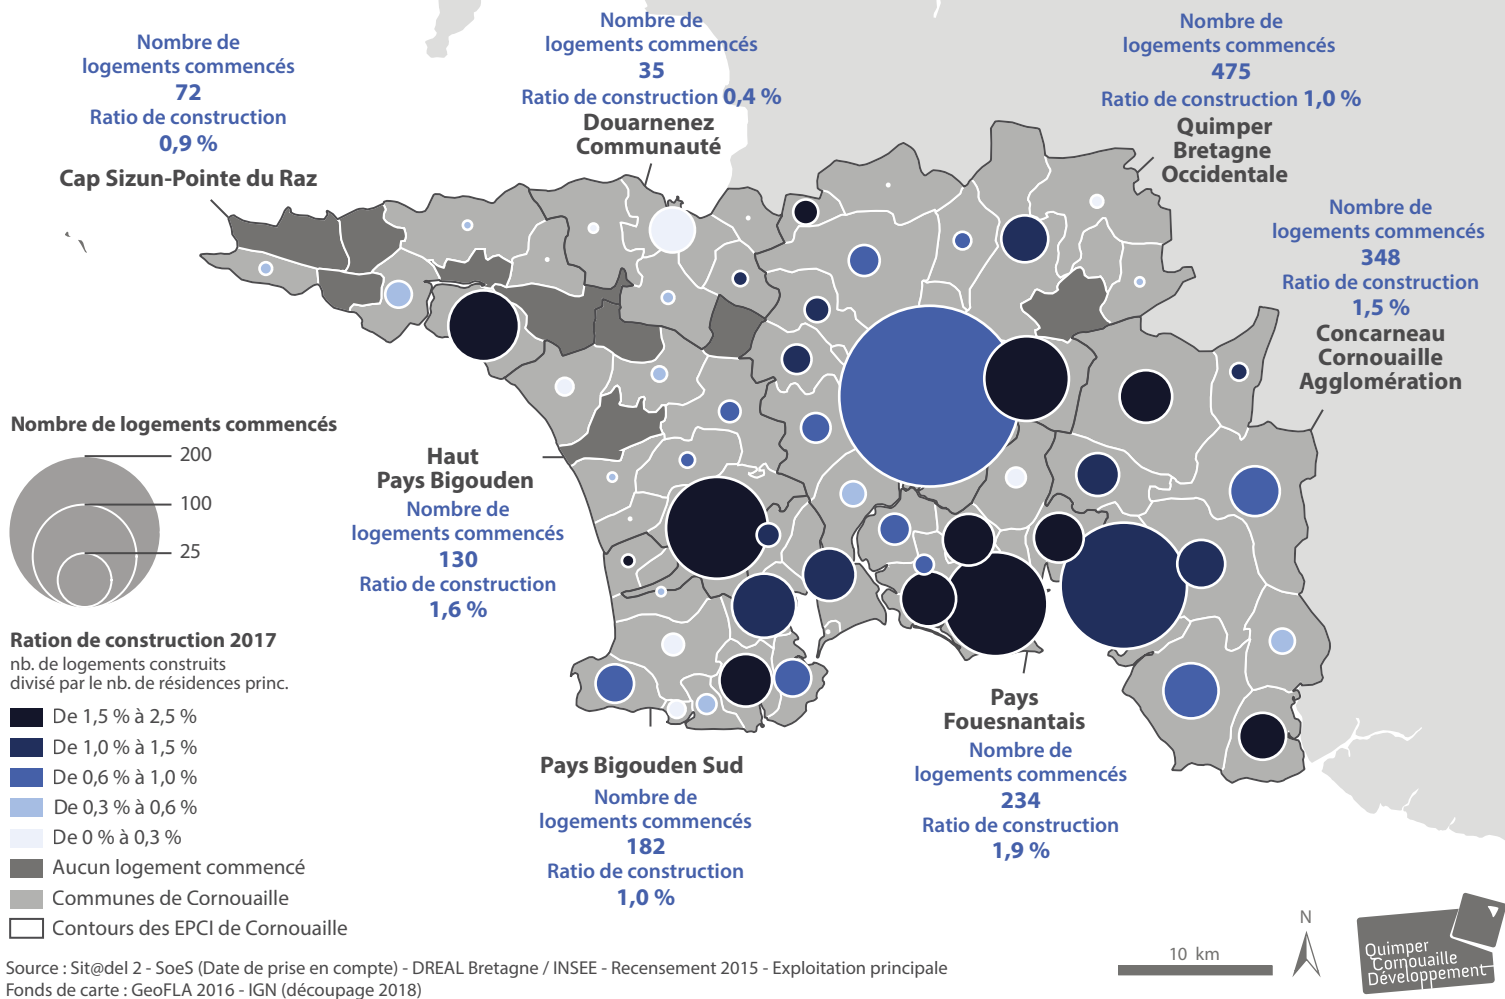 Nombre de
logements commencés
72
Ratio de construction
0,9 %
Cap Sizun-Pointe du Raz
Nombre de
logements commencés
35
Ratio de construction 0,4 %
Douarnenez
Communauté
Nombre de
logements commencés
475
Ratio de construction 1,0 %
Quimper
Bretagne
Occidentale
Nombre de
logements commencés
348
Ratio de construction
1,5 %
Concarneau
Cornouaille
Agglomération
Haut
Pays Bigouden
Nombre de
logements commencés
130
Ratio de construction
1,6 %
Pays Bigouden Sud
Nombre de
logements commencés
182
Ratio de construction
1,0 %
Pays
Fouesnantais
Nombre de
logements commencés
234
Ratio de construction
1,9 %
Nombre de logements commencés
200
100
25
Ration de construction 2017
nb. de logements construits
divisé par le nb. de résidences princ.
De 1,5 % à 2,5 %
De 1,0 % à 1,5 %
De 0,6 % à 1,0 %
De 0,3 % à 0,6 %
De 0 % à 0,3 %
Aucun logement commencé
Communes de Cornouaille
Contours des EPCI de Cornouaille
Source : Sit@del 2 - SoeS (Date de prise en compte) - DREAL Bretagne / INSEE - Recensement 2015 - Exploitation principale
Fonds de carte : GeoFLA 2016 - IGN (découpage 2018)
10 km
N
Quimper
Cornouaille
Développement